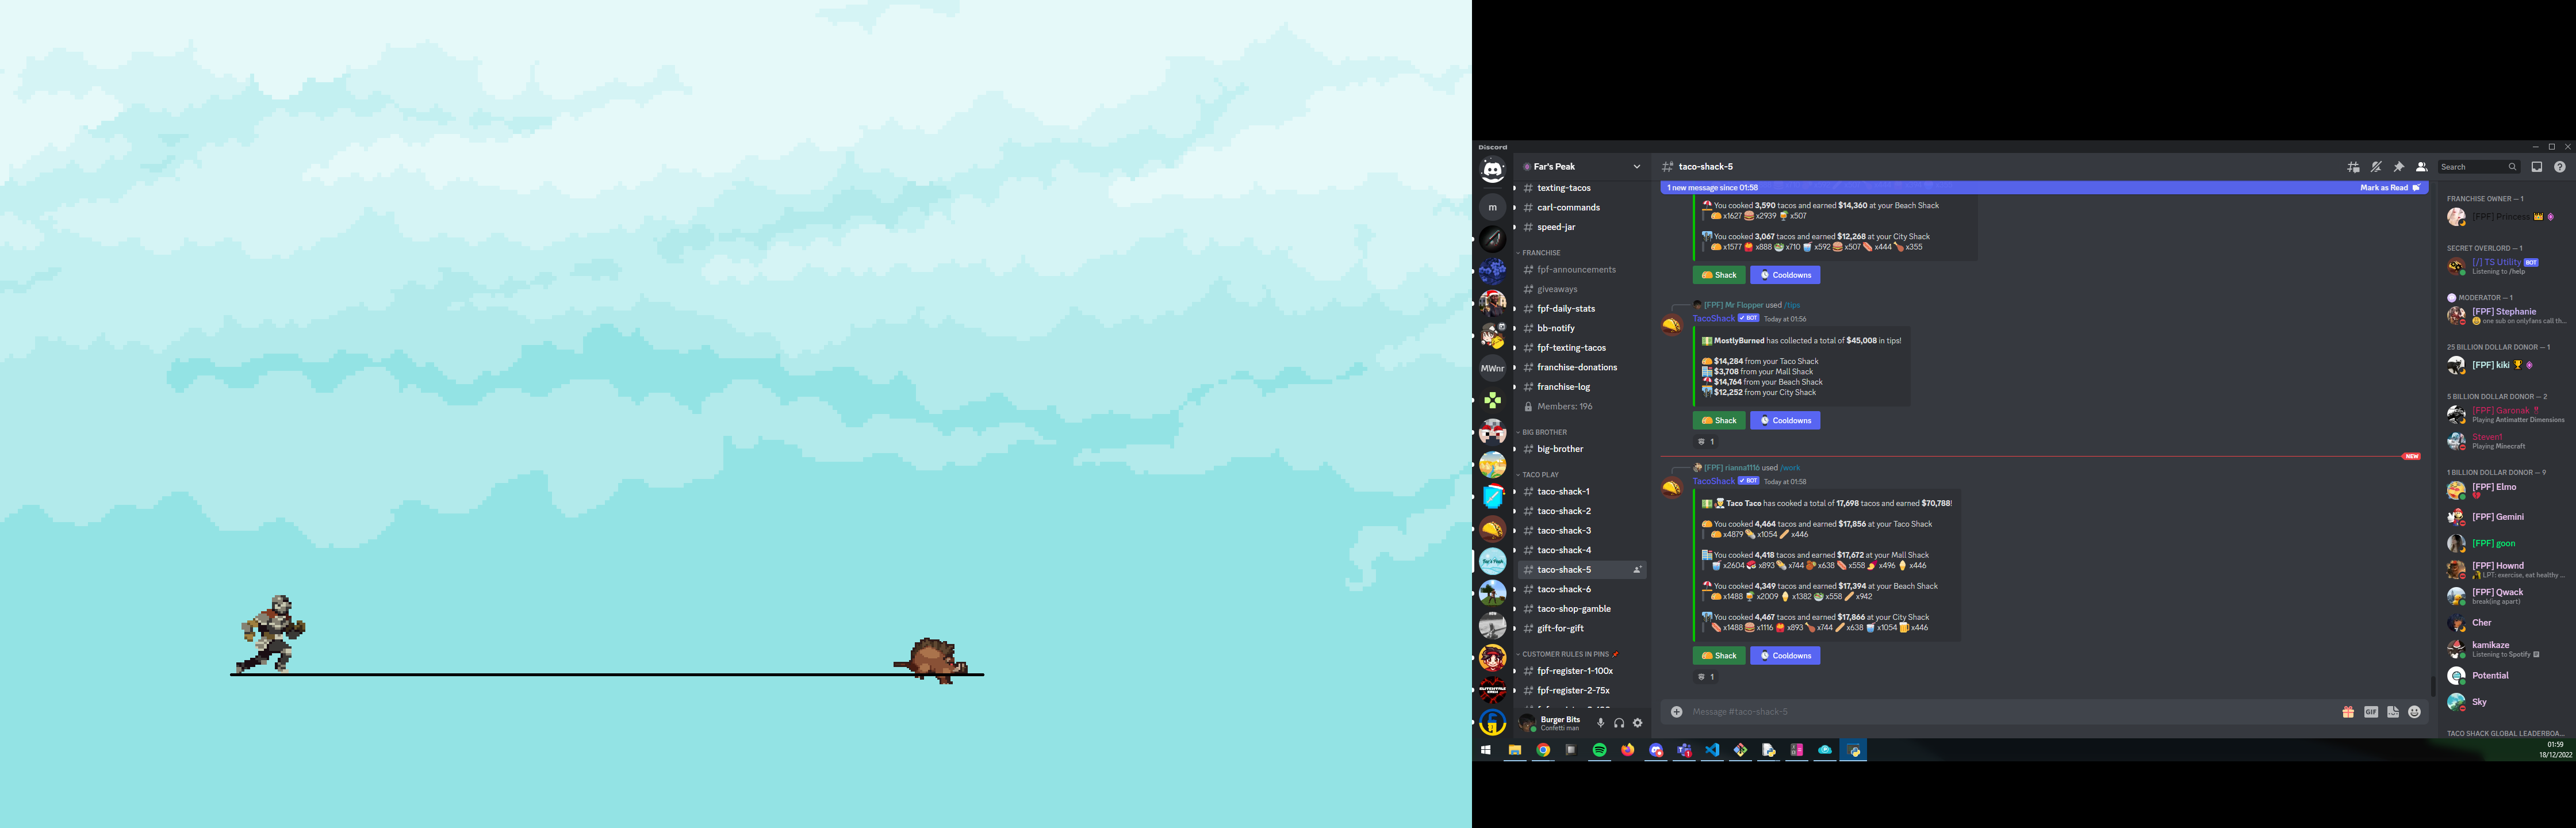 Discord
Far's Peak
texting-tacos
carl-commands
speed-jar
FRANCHISE
fpf-announcements
giveaways
fpf-daily-stats
bb-notify
fpf-texting-tacos
franchise-donations
franchise-log
Members: 196
BIG BROTHER
big-brother
TACO PLAY
taco-shack-1
taco-shack-2
taco-shack-3
taco-shack-4
taco-shack-5
taco-shack-6
taco-shop-gamble
gift-for-gift
CUSTOMER RULES IN PINS
fpf-register-1-100x
fpf-register-2-75x
m
MWnr
Burger Bits
Confetti man
taco-shack-5
Search
1 new message since 01:58
Mark as Read
You cooked 3,590 tacos and earned $14,360 at your Beach Shack
x1627 x2939 x507
You cooked 3,067 tacos and earned $12,268 at your City Shack
x1577 x888 x710 x592 x507 x444 x355
Shack Cooldowns
[FPF] Mr Flopper used /tips
TacoShack BOT Today at 01:56
MostlyBurned has collected a total of $45,008 in tips!
$14,284 from your Taco Shack
$3,708 from your Mall Shack
$14,764 from your Beach Shack
$12,252 from your City Shack
Shack Cooldowns
1
NEW
[FPF] rianna1116 used /work
TacoShack BOT Today at 01:58
Taco Taco has cooked a total of 17,698 tacos and earned $70,788!
You cooked 4,464 tacos and earned $17,856 at your Taco Shack
x4879 x1054 x446
You cooked 4,418 tacos and earned $17,672 at your Mall Shack
x2604 x893 x744 x638 x558 x496 x446
You cooked 4,349 tacos and earned $17,394 at your Beach Shack
x1488 x2009 x1382 x558 x942
You cooked 4,467 tacos and earned $17,866 at your City Shack
x1488 x1116 x893 x744 x638 x1054 x446
Shack Cooldowns
1
Message #taco-shack-5
GIF
FRANCHISE OWNER — 1
[FPF] Princess
SECRET OVERLORD — 1
[/] TS Utility BOT
Listening to /help
MODERATOR — 1
[FPF] Stephanie
one sub on onlyfans call th...
25 BILLION DOLLAR DONOR — 1
[FPF] kiki
5 BILLION DOLLAR DONOR — 2
[FPF] Garonak
Playing Antimatter Dimensions
Steven1
Playing Minecraft
1 BILLION DOLLAR DONOR — 9
[FPF] Elmo
[FPF] Gemini
[FPF] goon
[FPF] Hownd
LPT: exercise, eat healthy ...
[FPF] Qwack
break(ing apart)
Cher
kamikaze
Listening to Spotify
Potential
Sky
TACO SHACK GLOBAL LEADERBOA...
01:59
18/12/2022